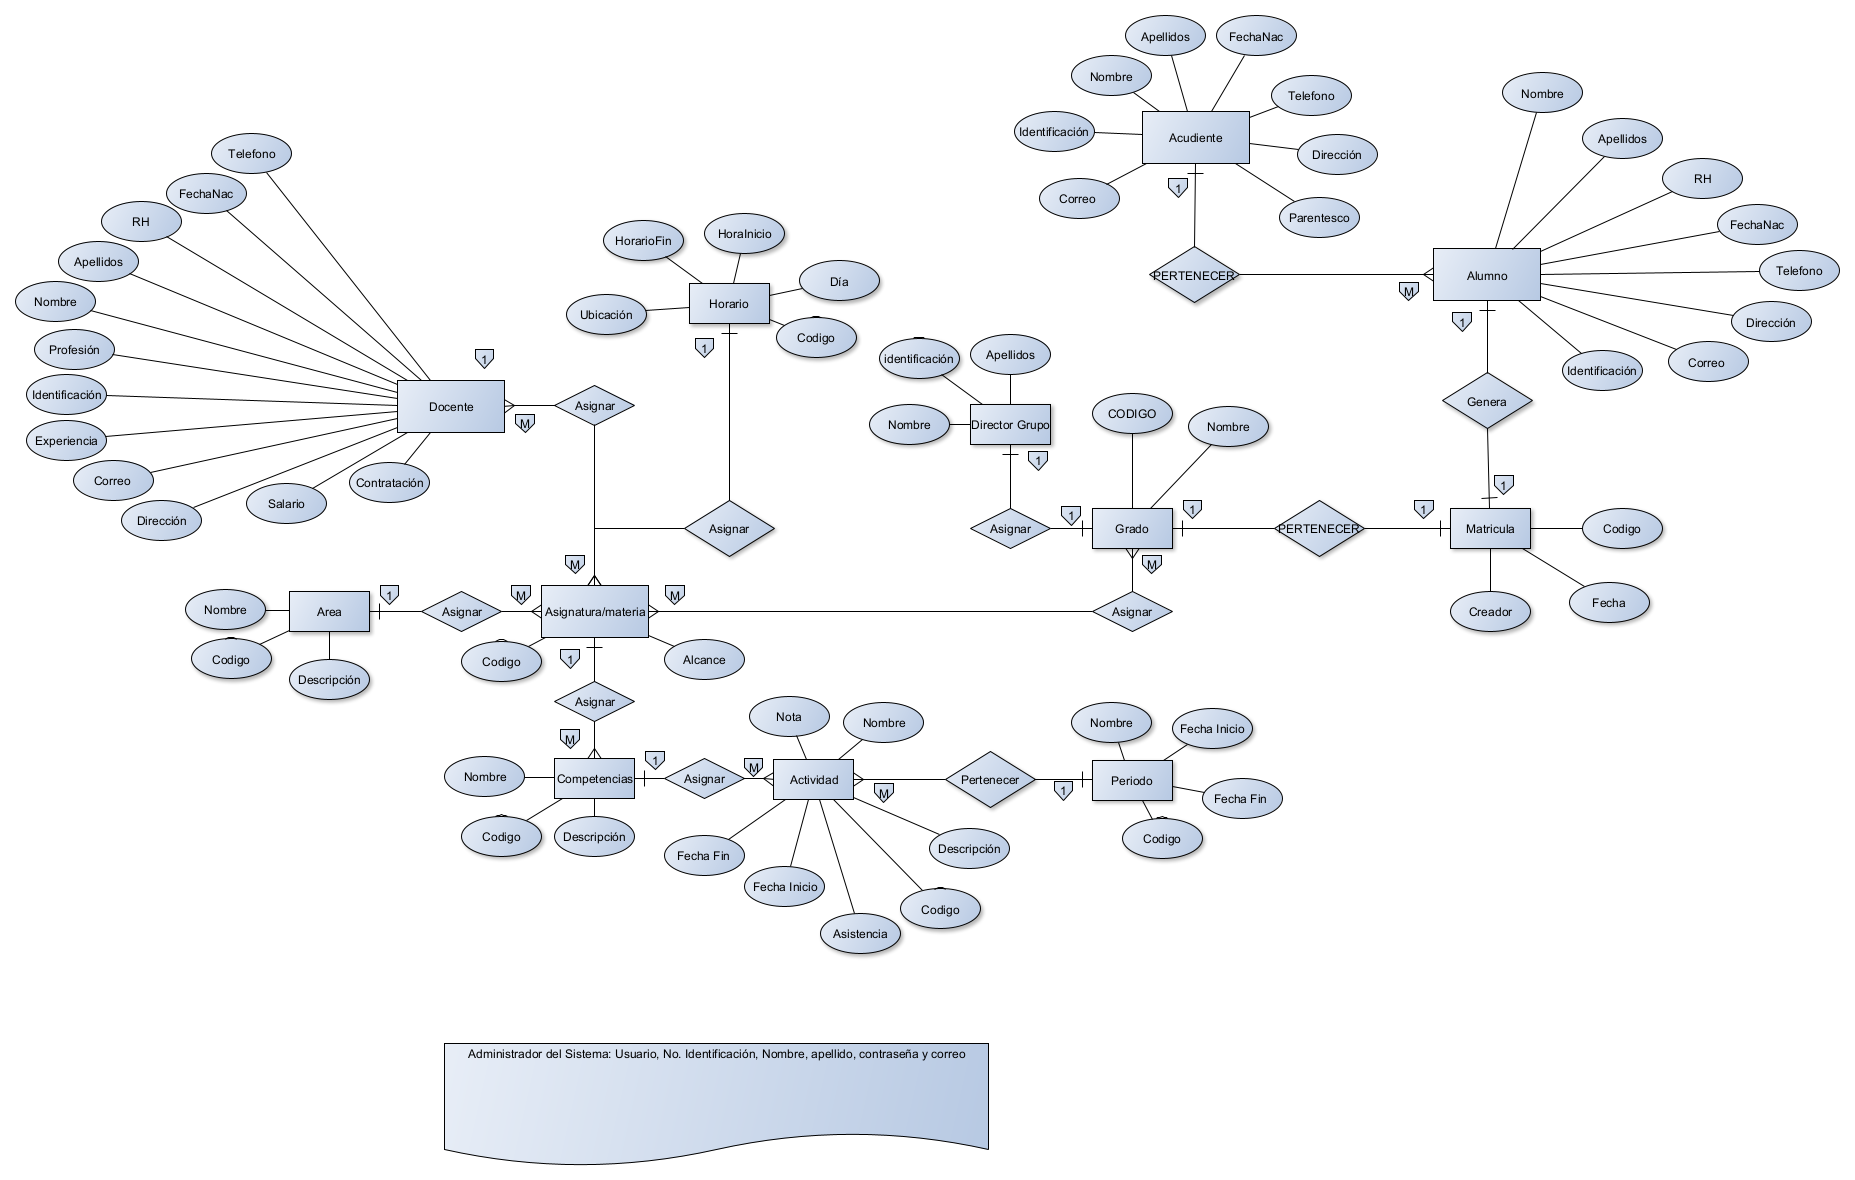 Apellidos
FechaNac
Nombre
Telefono
Identificación
Acudiente
Dirección
Correo
Parentesco
1
PERTENECER
M
Nombre
Apellidos
RH
FechaNac
Telefono
Alumno
Dirección
Correo
Identificación
1
Genera
1
Telefono
FechaNac
RH
Apellidos
Nombre
Profesión
Identificación
Experiencia
Correo
Dirección
Salario
Contratación
Docente
1
M
Asignar
HorarioFin
HoraInicio
Día
Horario
Ubicación
Codigo
1
Asignar
M
identificación
Apellidos
Nombre
Director Grupo
1
Asignar
1
CODIGO
Nombre
Grado
1
PERTENECER
1
Matricula
Codigo
Fecha
Creador
M
Asignar
Nombre
Area
1
Codigo
Descripción
Asignar
M
Asignatura/materia
M
Codigo
Alcance
1
Asignar
M
Nombre
Competencias
1
Codigo
Descripción
Asignar
M
Nota
Nombre
Actividad
M
Fecha Fin
Fecha Inicio
Asistencia
Codigo
Descripción
Pertenecer
1
Nombre
Fecha Inicio
Periodo
Fecha Fin
Codigo
Administrador del Sistema: Usuario, No. Identificación, Nombre, apellido, contraseña y correo